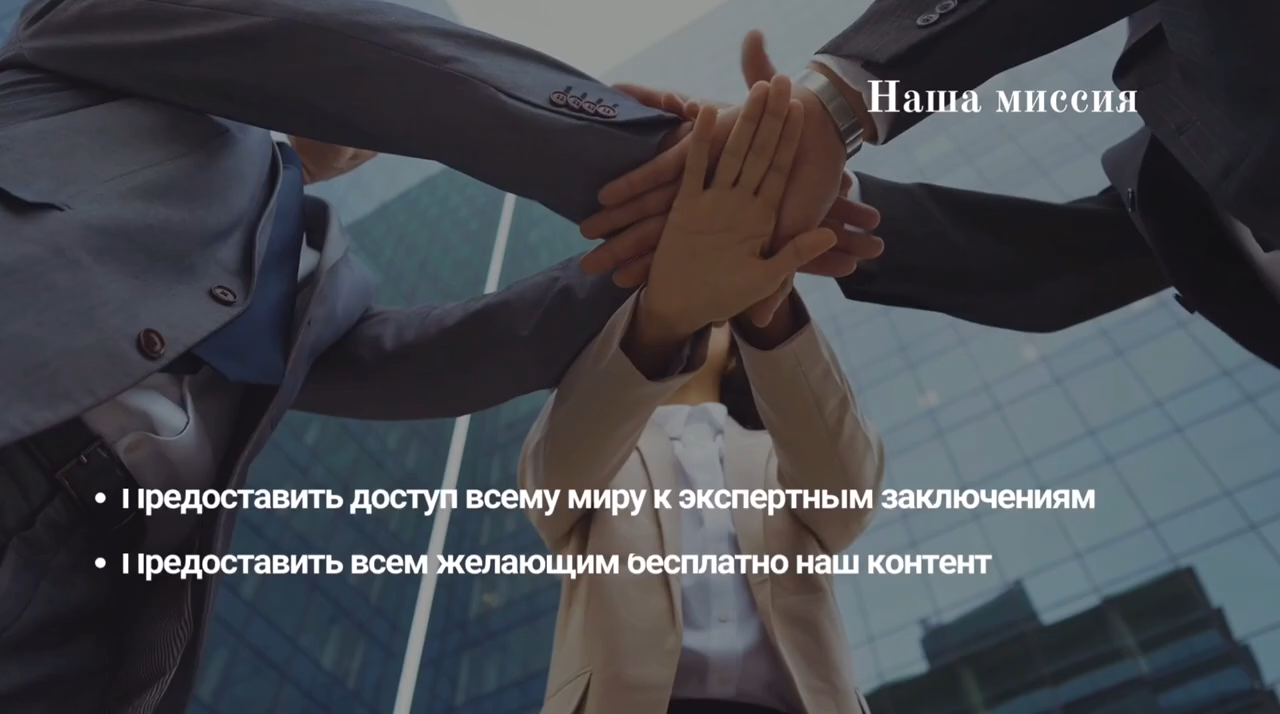 Наша миссия
• Предоставить доступ всему миру к экспертным заключениям
• Предоставить всем желающим бесплатно наш контент